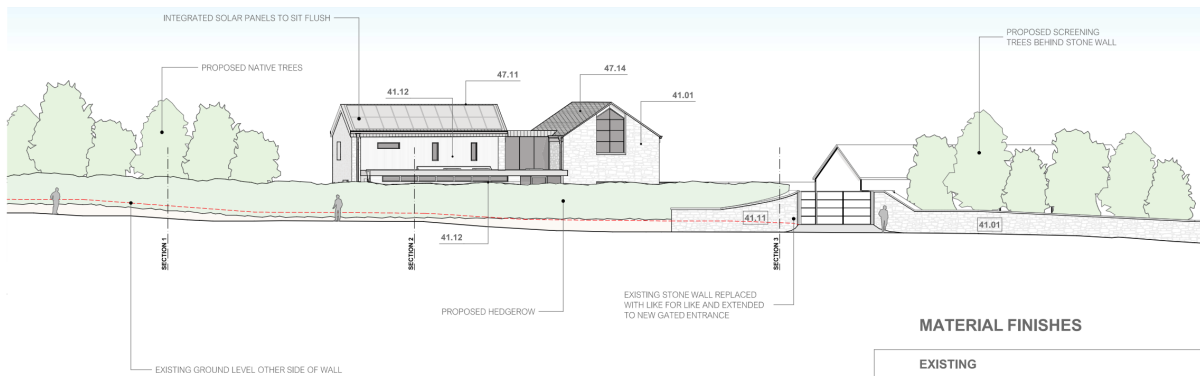 INTEGRATED SOLAR PANELS TO SIT FLUSH
PROPOSED SCREENING
TREES BEHIND STONE WALL
PROPOSED NATIVE TREES
47.11
47.14
41.12
41.01
41.11
41.01
41.12
SECTION 1
SECTION 2
SECTION 3
PROPOSED HEDGEROW
EXISTING STONE WALL REPLACED
WITH LIKE FOR LIKE AND EXTENDED
TO NEW GATED ENTRANCE
MATERIAL FINISHES
EXISTING
EXISTING GROUND LEVEL OTHER SIDE OF WALL